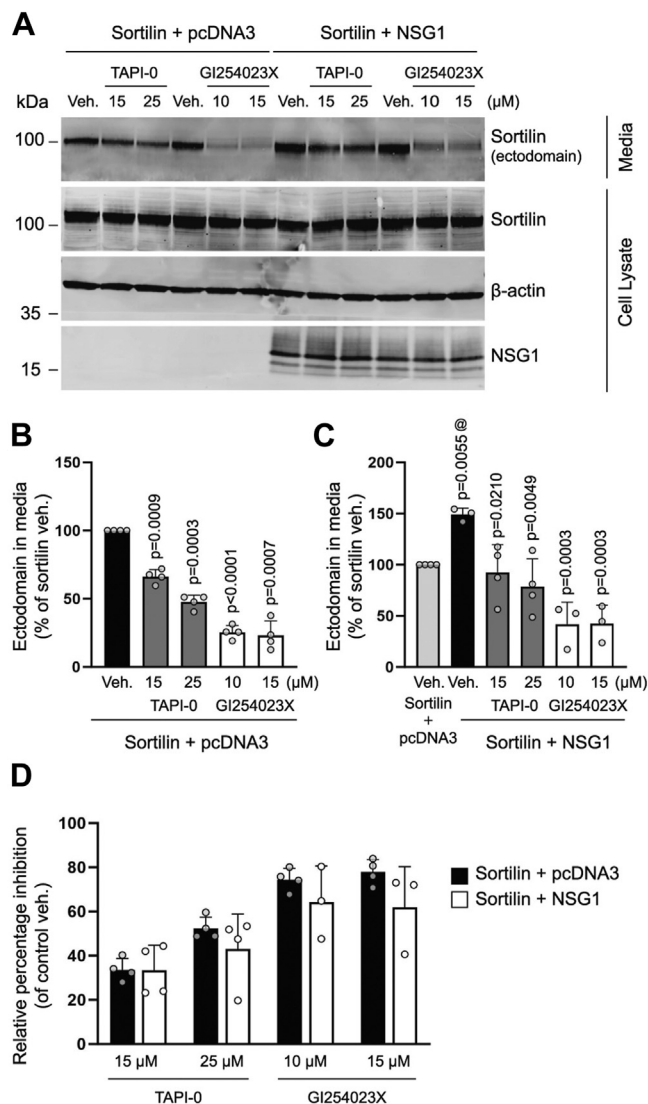 A
Sortilin + pcDNA3 Sortilin + NSG1
TAPI-0 GI254023X TAPI-0 GI254023X
kDa Veh. 15 25 Veh. 10 15 Veh. 15 25 Veh. 10 15 (μM)
100 Sortilin
(ectodomain)
Media
100 Sortilin
β-actin
35
NSG1
15
Cell Lysate
B
Ectodomain in media
(% of sortilin veh.)
150
100
50
0
p=0.0009
p=0.0003
p<0.0001
p=0.0007
Veh. 15 25 10 15 (μM)
TAPI-0 GI254023X
Sortilin + pcDNA3
C
Ectodomain in media
(% of sortilin veh.)
200
150
100
50
0
p=0.0055 @
p=0.0210
p=0.0049
p=0.0003
p=0.0003
Veh. Veh. 15 25 10 15 (μM)
Sortilin
+
pcDNA3
TAPI-0 GI254023X
Sortilin + NSG1
D
Relative percentage inhibition
(of control veh.)
100
80
60
40
20
0
Sortilin + pcDNA3
Sortilin + NSG1
15 μM 25 μM 10 μM 15 μM
TAPI-0 GI254023X